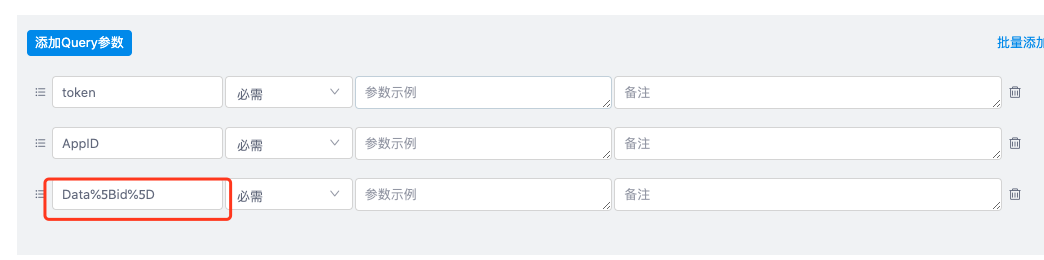 添加Query参数
批量添加
token 必需 参数示例 备注
AppID 必需 参数示例 备注
Data%5Bid%5D 必需 参数示例 备注